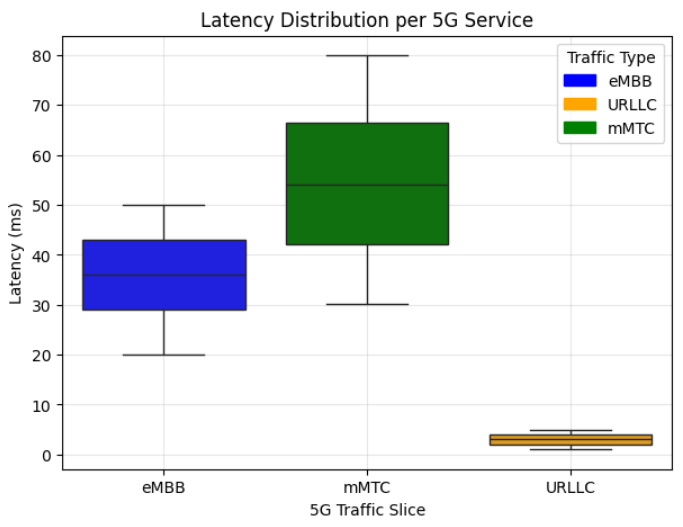 Latency Distribution per 5G Service
Traffic Type
eMBB
URLLC
mMTC
Latency (ms)
80
70
60
50
40
30
20
10
0
eMBB mMTC URLLC
5G Traffic Slice